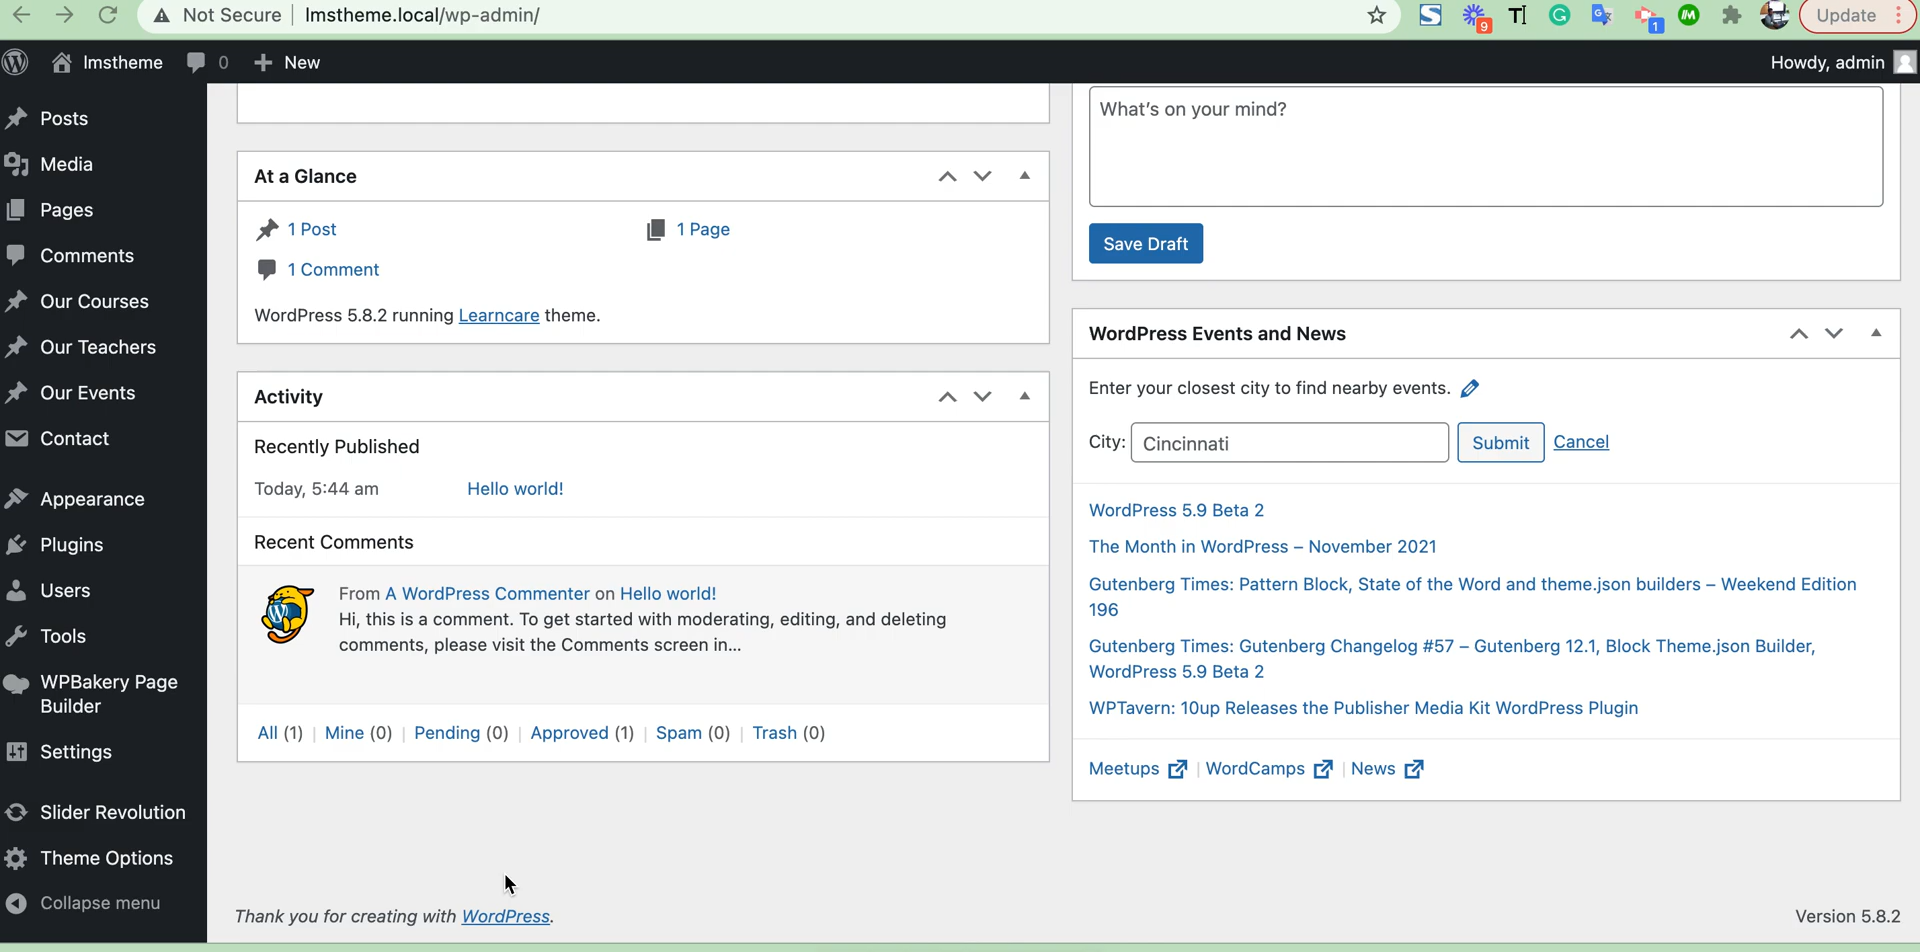 Not Secure | lmstheme.local/wp-admin/
9
1
Update
lmstheme
0
New
Howdy, admin
Posts
Media
Pages
Comments
Our Courses
Our Teachers
Our Events
Contact
Appearance
Plugins
Users
Tools
WPBakery Page
Builder
Settings
Slider Revolution
Theme Options
Collapse menu
At a Glance
1 Post
1 Page
1 Comment
WordPress 5.8.2 running Learncare theme.
Activity
Recently Published
Today, 5:44 am Hello world!
Recent Comments
From A WordPress Commenter on Hello world!
Hi, this is a comment. To get started with moderating, editing, and deleting
comments, please visit the Comments screen in…
All (1) | Mine (0) | Pending (0) | Approved (1) | Spam (0) | Trash (0)
What's on your mind?
Save Draft
WordPress Events and News
Enter your closest city to find nearby events.
City: Cincinnati Submit Cancel
WordPress 5.9 Beta 2
The Month in WordPress – November 2021
Gutenberg Times: Pattern Block, State of the Word and theme.json builders – Weekend Edition
196
Gutenberg Times: Gutenberg Changelog #57 – Gutenberg 12.1, Block Theme.json Builder,
WordPress 5.9 Beta 2
WPTavern: 10up Releases the Publisher Media Kit WordPress Plugin
Meetups | WordCamps | News
Thank you for creating with WordPress.
Version 5.8.2